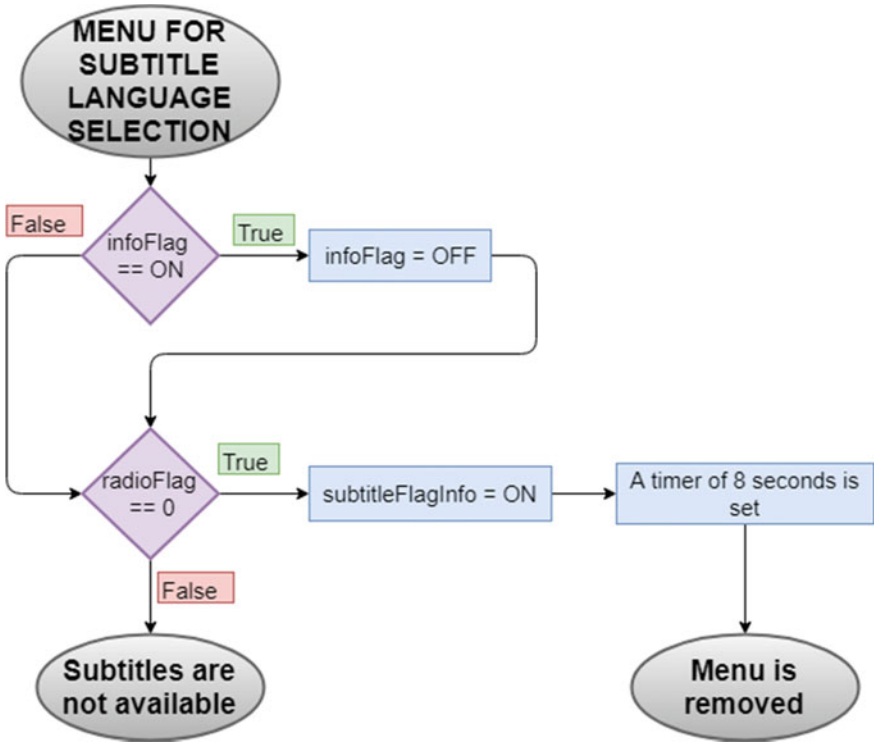 MENU FOR
SUBTITLE
LANGUAGE
SELECTION
False
infoFlag
== ON
True
infoFlag = OFF
radioFlag
== 0
True
subtitleFlagInfo = ON
A timer of 8 seconds is
set
False
Subtitles are
not available
Menu is
removed